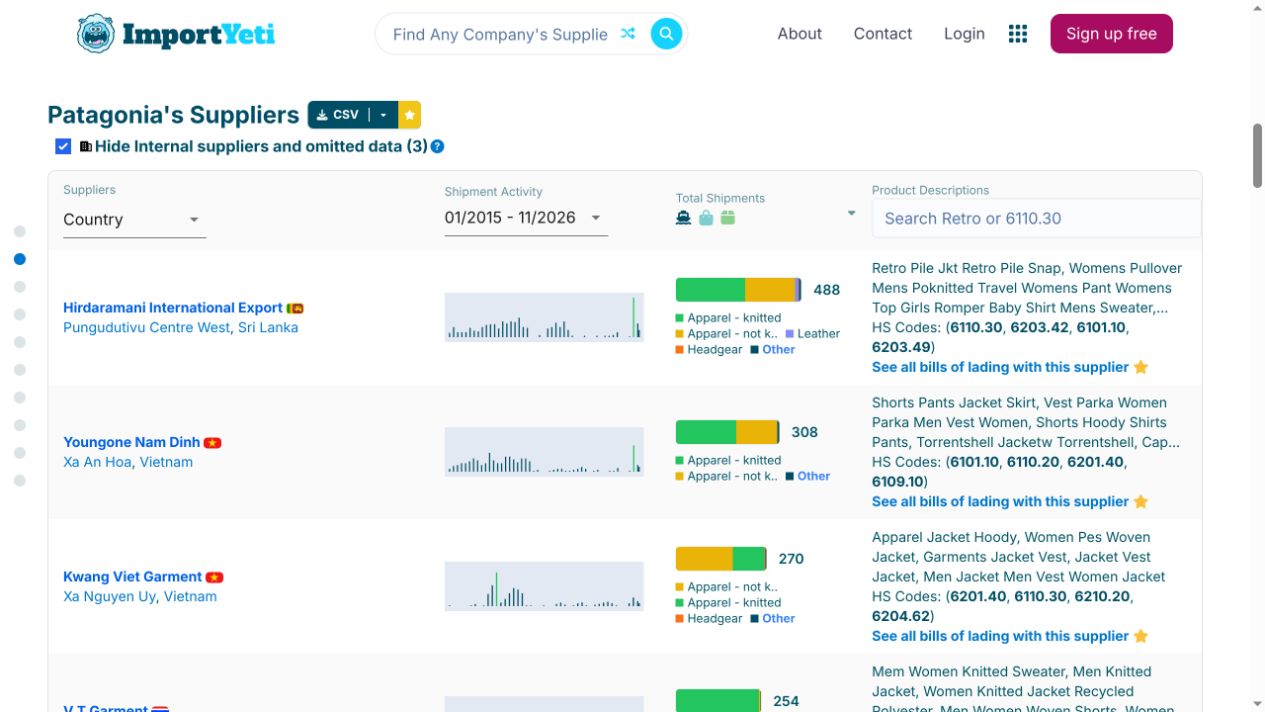 ImportYeti
Find Any Company's Supplie
About
Contact
Login
Sign up free
Patagonia's Suppliers
CSV
Hide Internal suppliers and omitted data (3)
?
Suppliers
Country
Shipment Activity
01/2015 - 11/2026
Total Shipments
Product Descriptions
Search Retro or 6110.30
Hirdaramani International Export
Pungudutivu Centre West, Sri Lanka
488
Apparel - knitted
Apparel - not k..
Leather
Headgear
Other
Retro Pile Jkt Retro Pile Snap, Womens Pullover
Mens Poknitted Travel Womens Pant Womens
Top Girls Romper Baby Shirt Mens Sweater,...
HS Codes: (6110.30, 6203.42, 6101.10,
6203.49)
See all bills of lading with this supplier
Youngone Nam Dinh
Xa An Hoa, Vietnam
308
Apparel - knitted
Apparel - not k..
Other
Shorts Pants Jacket Skirt, Vest Parka Women
Parka Men Vest Women, Shorts Hoody Shirts
Pants, Torrentshell Jacketw Torrentshell, Cap...
HS Codes: (6101.10, 6110.20, 6201.40,
6109.10)
See all bills of lading with this supplier
Kwang Viet Garment
Xa Nguyen Uy, Vietnam
270
Apparel - not k..
Apparel - knitted
Headgear
Other
Apparel Jacket Hoody, Women Pes Woven
Jacket, Garments Jacket Vest, Jacket Vest
Jacket, Men Jacket Men Vest Women Jacket
HS Codes: (6201.40, 6110.30, 6210.20,
6204.62)
See all bills of lading with this supplier
V T Garment
254
Mem Women Knitted Sweater, Men Knitted
Jacket, Women Knitted Jacket Recycled
Polyester, Men Women Woven Shorts, Women